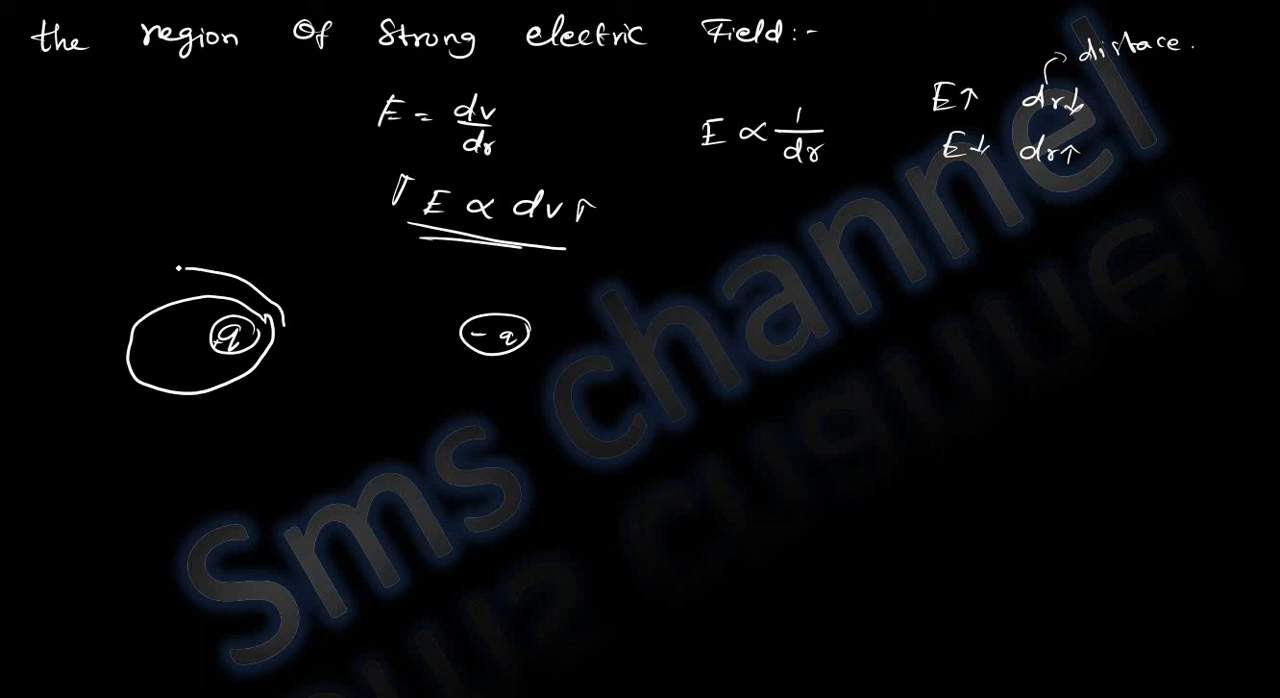 the region Of Strong electric Field:-
distace.
E = dv/dr
E ∝ 1/dr
E↑ dr↓
E↓ dr↑
↑ E ∝ dv ↑
q
- q
Sms channel